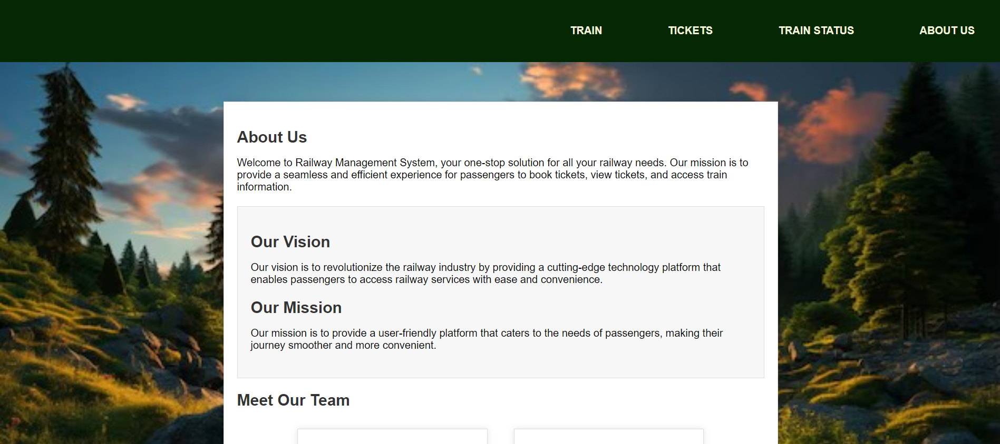 TRAIN TICKETS TRAIN STATUS ABOUT US
About Us
Welcome to Railway Management System, your one-stop solution for all your railway needs. Our mission is to
provide a seamless and efficient experience for passengers to book tickets, view tickets, and access train
information.
Our Vision
Our vision is to revolutionize the railway industry by providing a cutting-edge technology platform that
enables passengers to access railway services with ease and convenience.
Our Mission
Our mission is to provide a user-friendly platform that caters to the needs of passengers, making their
journey smoother and more convenient.
Meet Our Team